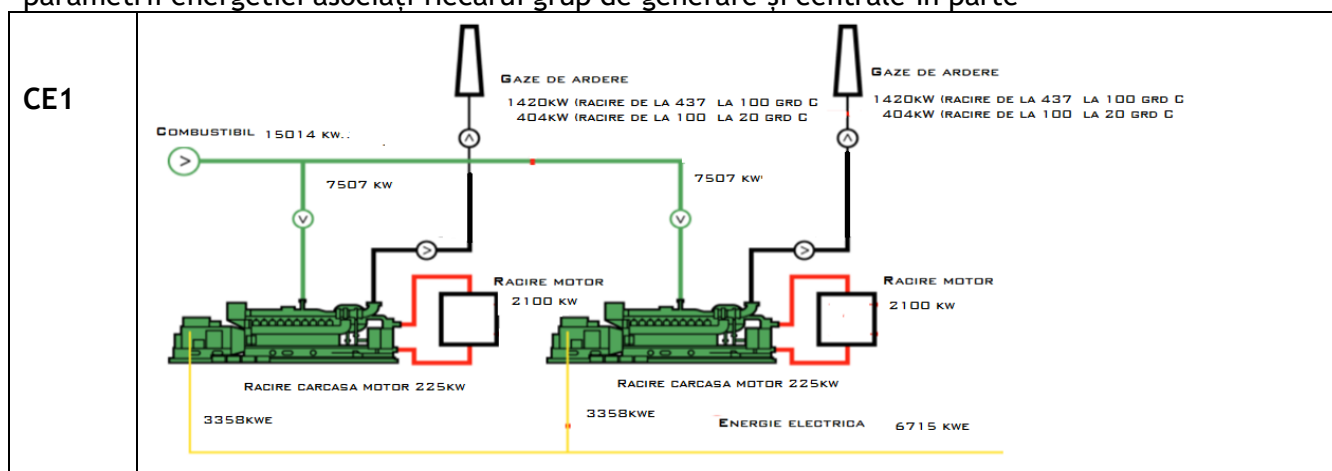 parametrii energetici asociați fiecărui grup de generare și centrale în parte
CE1
GAZE DE ARDERE
1420KW (RACIRE DE LA 437 LA 100 GRD C
404KW (RACIRE DE LA 100 LA 20 GRD C
GAZE DE ARDERE
1420KW (RACIRE DE LA 437 LA 100 GRD C
404KW (RACIRE DE LA 100 LA 20 GRD C
COMBUSTIBIL 15014 KW..
7507 KW
7507 KW
RACIRE MOTOR
2100 KW
RACIRE MOTOR
2100 KW
RACIRE CARCASA MOTOR 225KW
RACIRE CARCASA MOTOR 225KW
3358KWE
3358KWE
ENERGIE ELECTRICA 6715 KWE